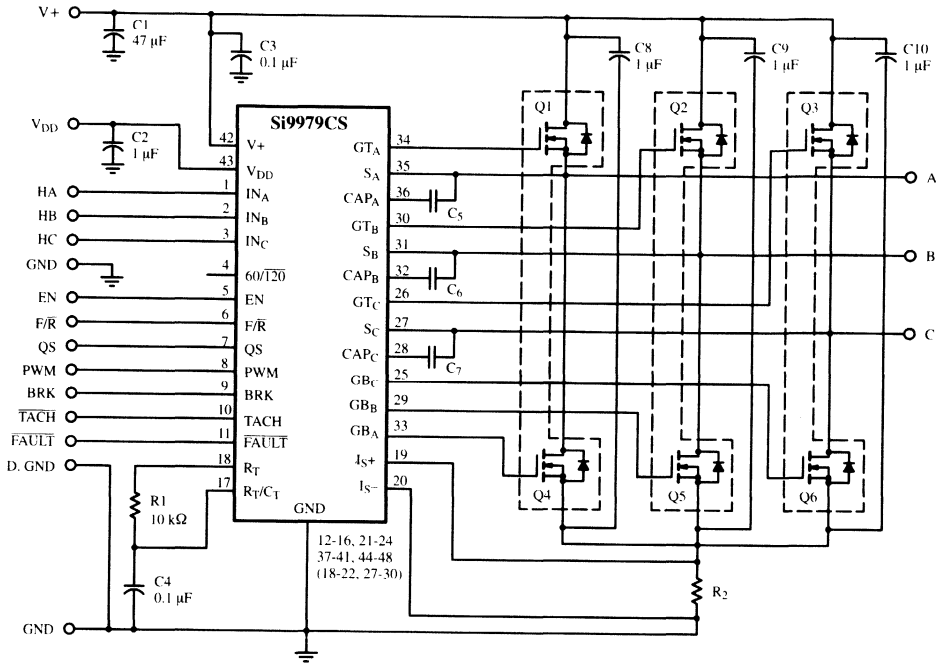 V+
C1
47 μF
C3
0.1 μF
C8
1 μF
C9
1 μF
C10
1 μF
Si9979CS
Q1
Q2
Q3
VDD
C2
1 μF
42
V+
43
VDD
HA
1
INA
HB
2
INB
HC
3
INC
GND
4
60/120
EN
5
EN
F/R
6
F/R
QS
7
QS
PWM
8
PWM
BRK
9
BRK
TACH
10
TACH
FAULT
11
FAULT
D. GND
18
RT
17
RT/CT
GND
GTA
34
SA
35
CAPA
36
C5
GTB
30
SB
31
CAPB
32
C6
GTC
26
SC
27
CAPC
28
C7
GBC
25
GBB
29
GBA
33
IS+
19
IS−
20
A
B
C
Q4
Q5
Q6
R1
10 kΩ
12-16, 21-24
37-41, 44-48
(18-22, 27-30)
C4
0.1 μF
R2
GND